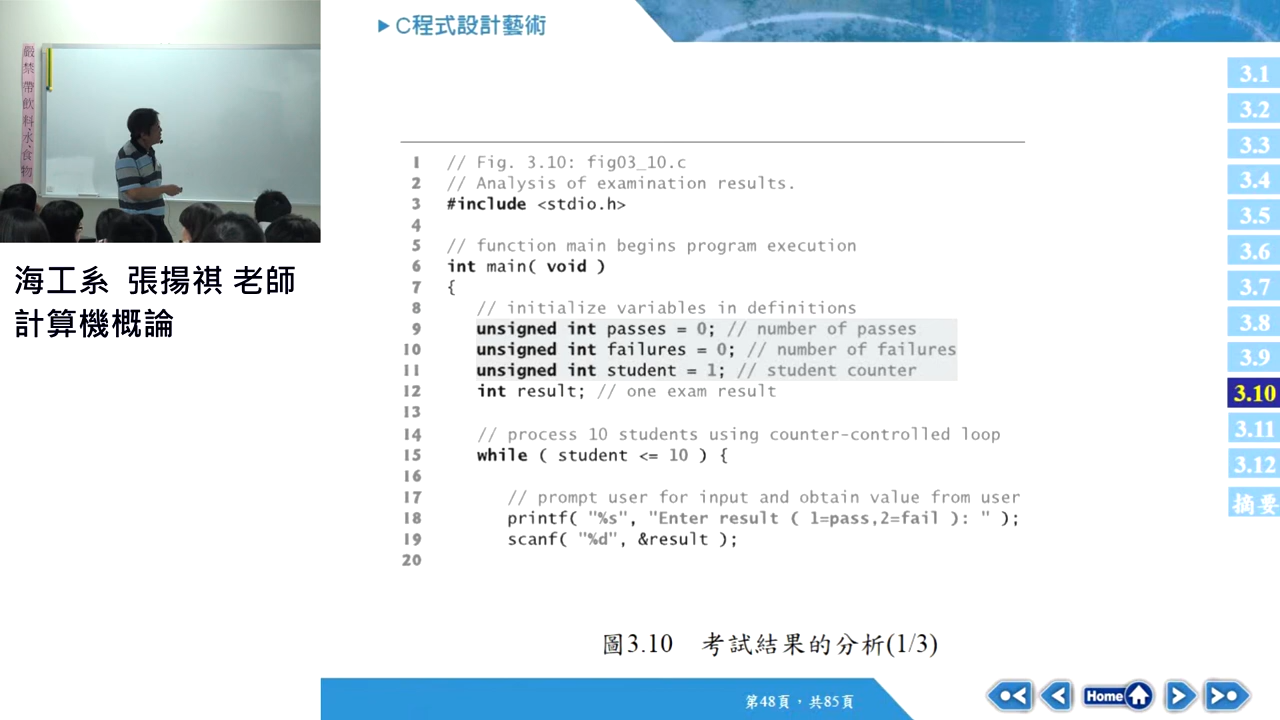 嚴禁帶飲料水食物
海工系 張揚祺 老師
計算機概論
C程式設計藝術
1 // Fig. 3.10: fig03_10.c
2 // Analysis of examination results.
3 #include <stdio.h>
4
5 // function main begins program execution
6 int main( void )
7 {
8 // initialize variables in definitions
9 unsigned int passes = 0; // number of passes
10 unsigned int failures = 0; // number of failures
11 unsigned int student = 1; // student counter
12 int result; // one exam result
13
14 // process 10 students using counter-controlled loop
15 while ( student <= 10 ) {
16
17 // prompt user for input and obtain value from user
18 printf( "%s", "Enter result ( 1=pass,2=fail ): " );
19 scanf( "%d", &result );
20
圖3.10 考試結果的分析(1/3)
3.1
3.2
3.3
3.4
3.5
3.6
3.7
3.8
3.9
3.10
3.11
3.12
摘要
第48頁，共85頁
Home